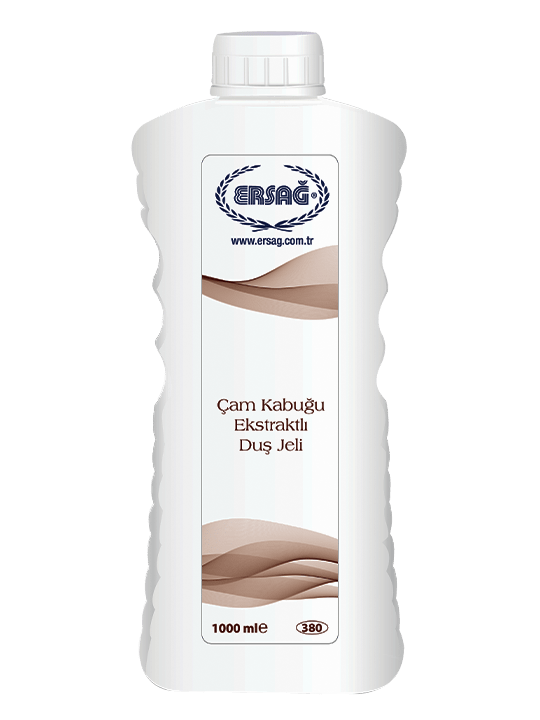 ERSAĞ®
www.ersag.com.tr
Çam Kabuğu
Ekstraktlı
Duş Jeli
1000 ml℮ 380